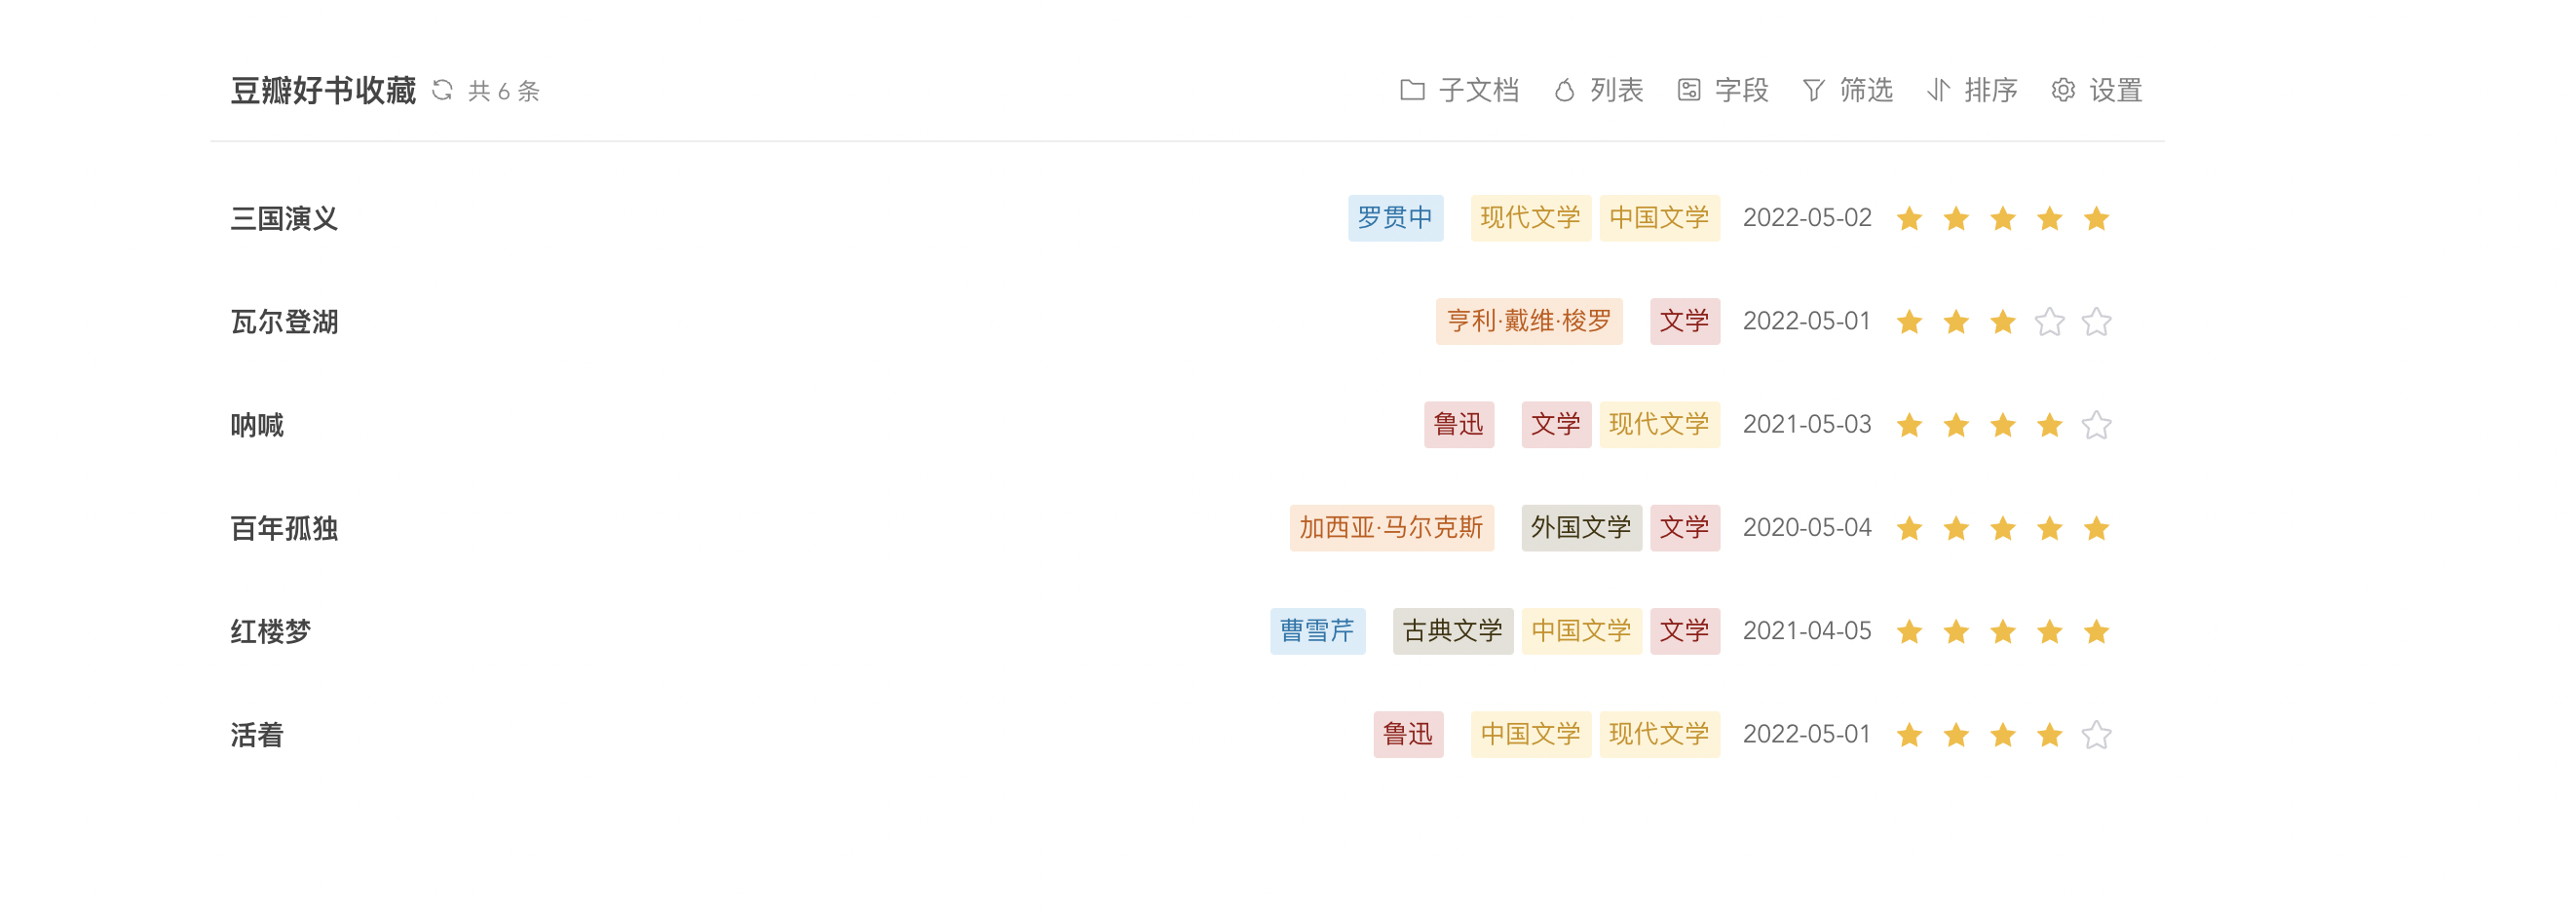 豆瓣好书收藏 共 6 条 子文档 列表 字段 筛选 排序 设置
三国演义 罗贯中 现代文学 中国文学 2022-05-02
瓦尔登湖 亨利·戴维·梭罗 文学 2022-05-01
呐喊 鲁迅 文学 现代文学 2021-05-03
百年孤独 加西亚·马尔克斯 外国文学 文学 2020-05-04
红楼梦 曹雪芹 古典文学 中国文学 文学 2021-04-05
活着 鲁迅 中国文学 现代文学 2022-05-01